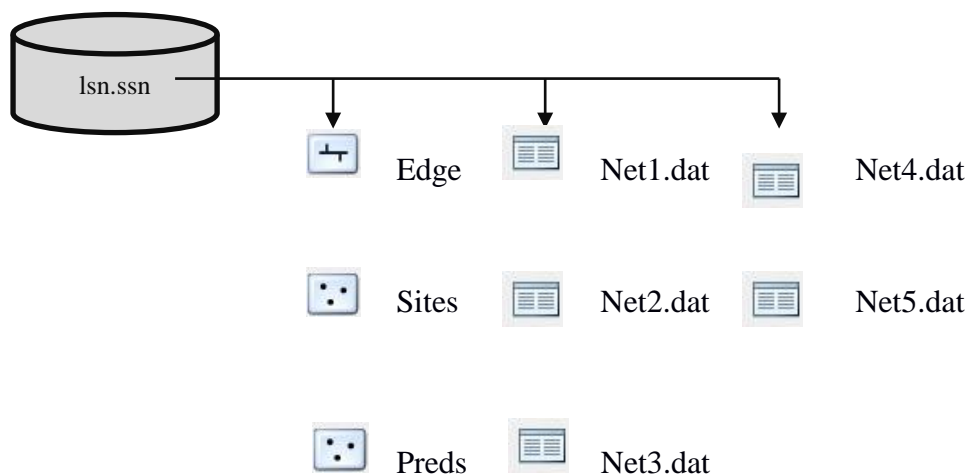 lsn.ssn
Edge
Net1.dat
Net4.dat
Sites
Net2.dat
Net5.dat
Preds
Net3.dat